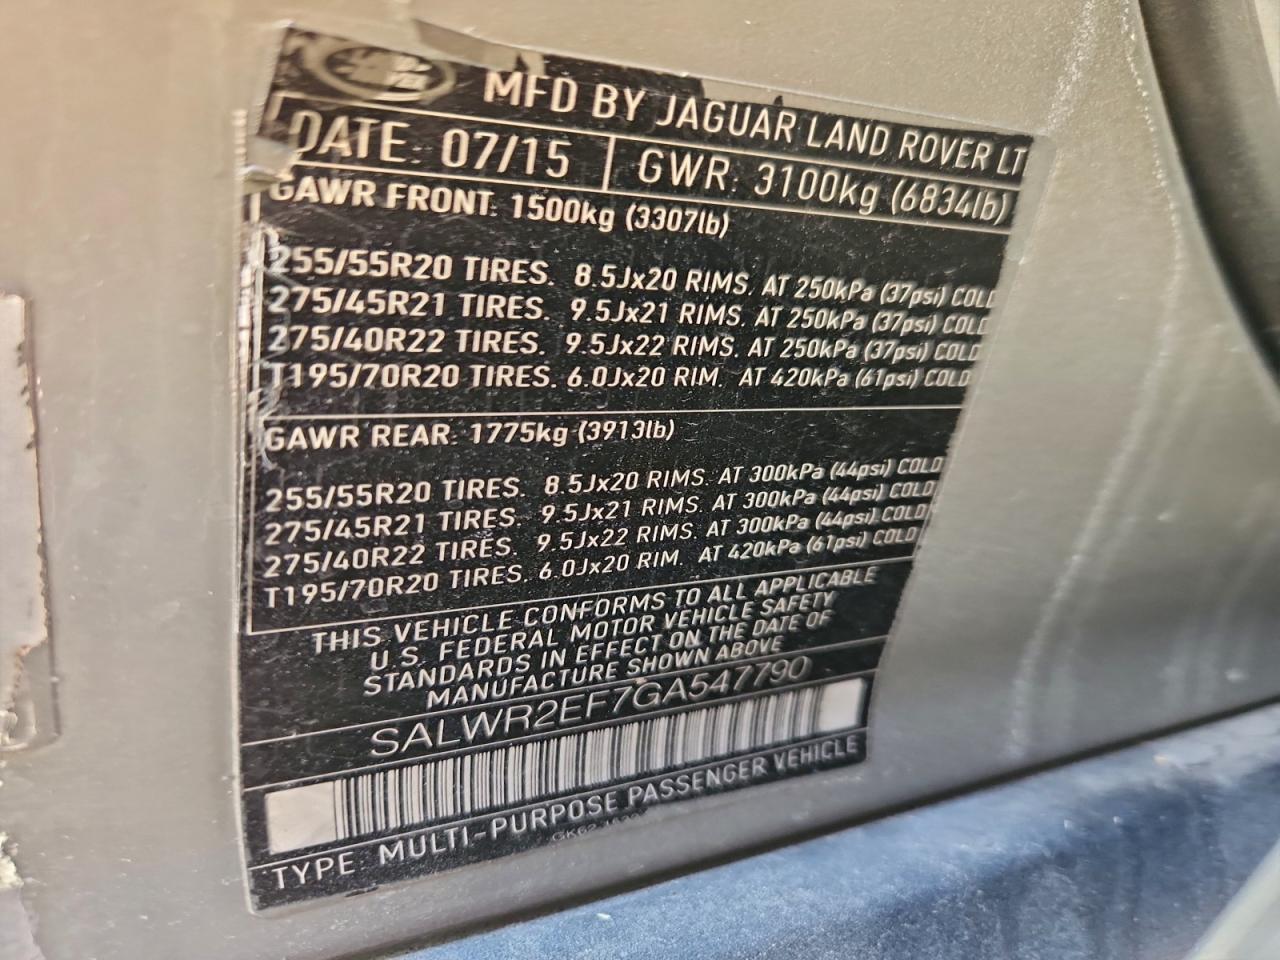 LAND ROVER
MFD BY JAGUAR LAND ROVER LT
DATE: 07/15 GWR: 3100kg (6834lb)
GAWR FRONT: 1500kg (3307lb)
255/55R20 TIRES. 8.5Jx20 RIMS. AT 250kPa (37psi) COLD
275/45R21 TIRES. 9.5Jx21 RIMS. AT 250kPa (37psi) COLD
275/40R22 TIRES. 9.5Jx22 RIMS. AT 250kPa (37psi) COLD
T195/70R20 TIRES. 6.0Jx20 RIM. AT 420kPa (61psi) COLD
GAWR REAR: 1775kg (3913lb)
255/55R20 TIRES. 8.5Jx20 RIMS. AT 300kPa (44psi) COLD
275/45R21 TIRES. 9.5Jx21 RIMS. AT 300kPa (44psi) COLD
275/40R22 TIRES. 9.5Jx22 RIMS. AT 300kPa (44psi) COLD
T195/70R20 TIRES. 6.0Jx20 RIM. AT 420kPa (61psi) COLD
THIS VEHICLE CONFORMS TO ALL APPLICABLE
U.S. FEDERAL MOTOR VEHICLE SAFETY
STANDARDS IN EFFECT ON THE DATE OF
MANUFACTURE SHOWN ABOVE
SALWR2EF7GA547790
TYPE MULTI-PURPOSE PASSENGER VEHICLE